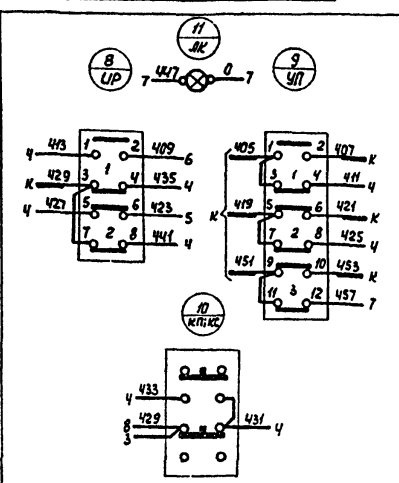 11
ЛК
8
ИР
7 447 0 7
9
УП
4 413 1 2 409 6
1
К 429 3 4 435 4
4 427 5 6 423 5
7 2 8 441 4
405 1 2 407 К
3 1 4 411 4
К 419 5 6 421 К
7 2 8 425 4
451 9 10 453 К
3
11 12 457 7
10
КП;КС
4 433
8 429 431 4
3